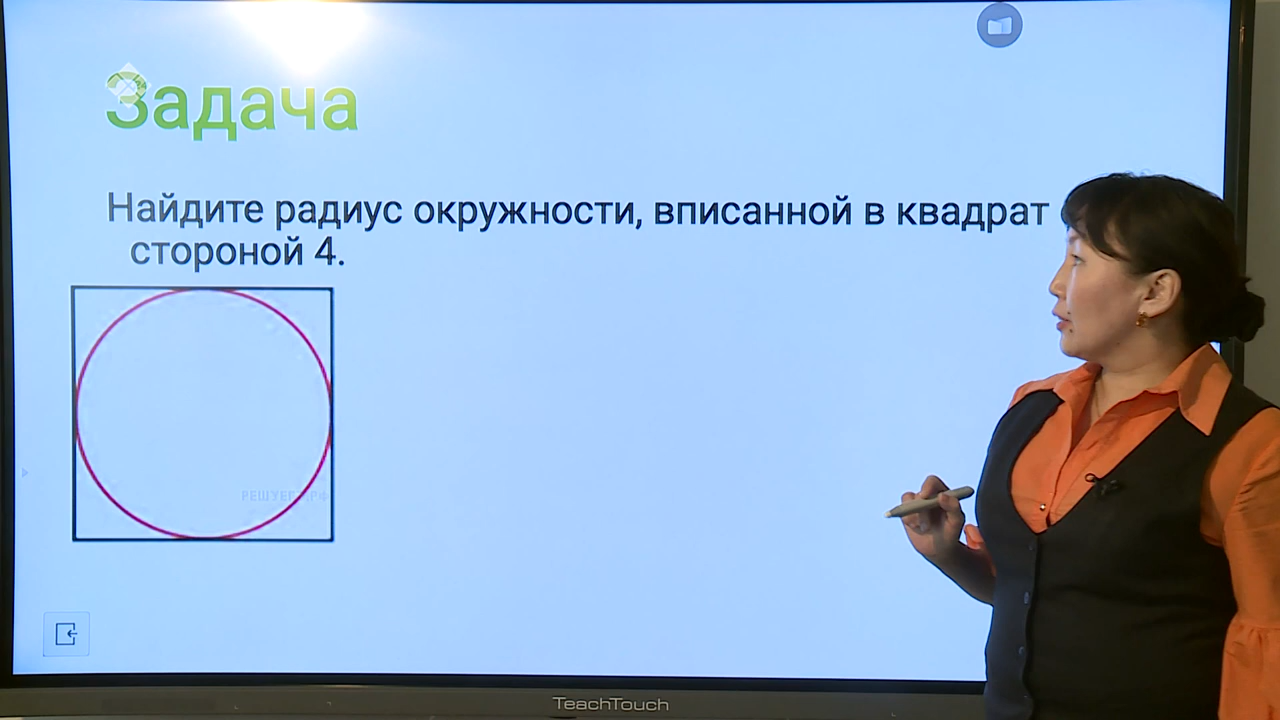 Задача
Найдите радиус окружности, вписанной в квадрат
стороной 4.
TeachTouch